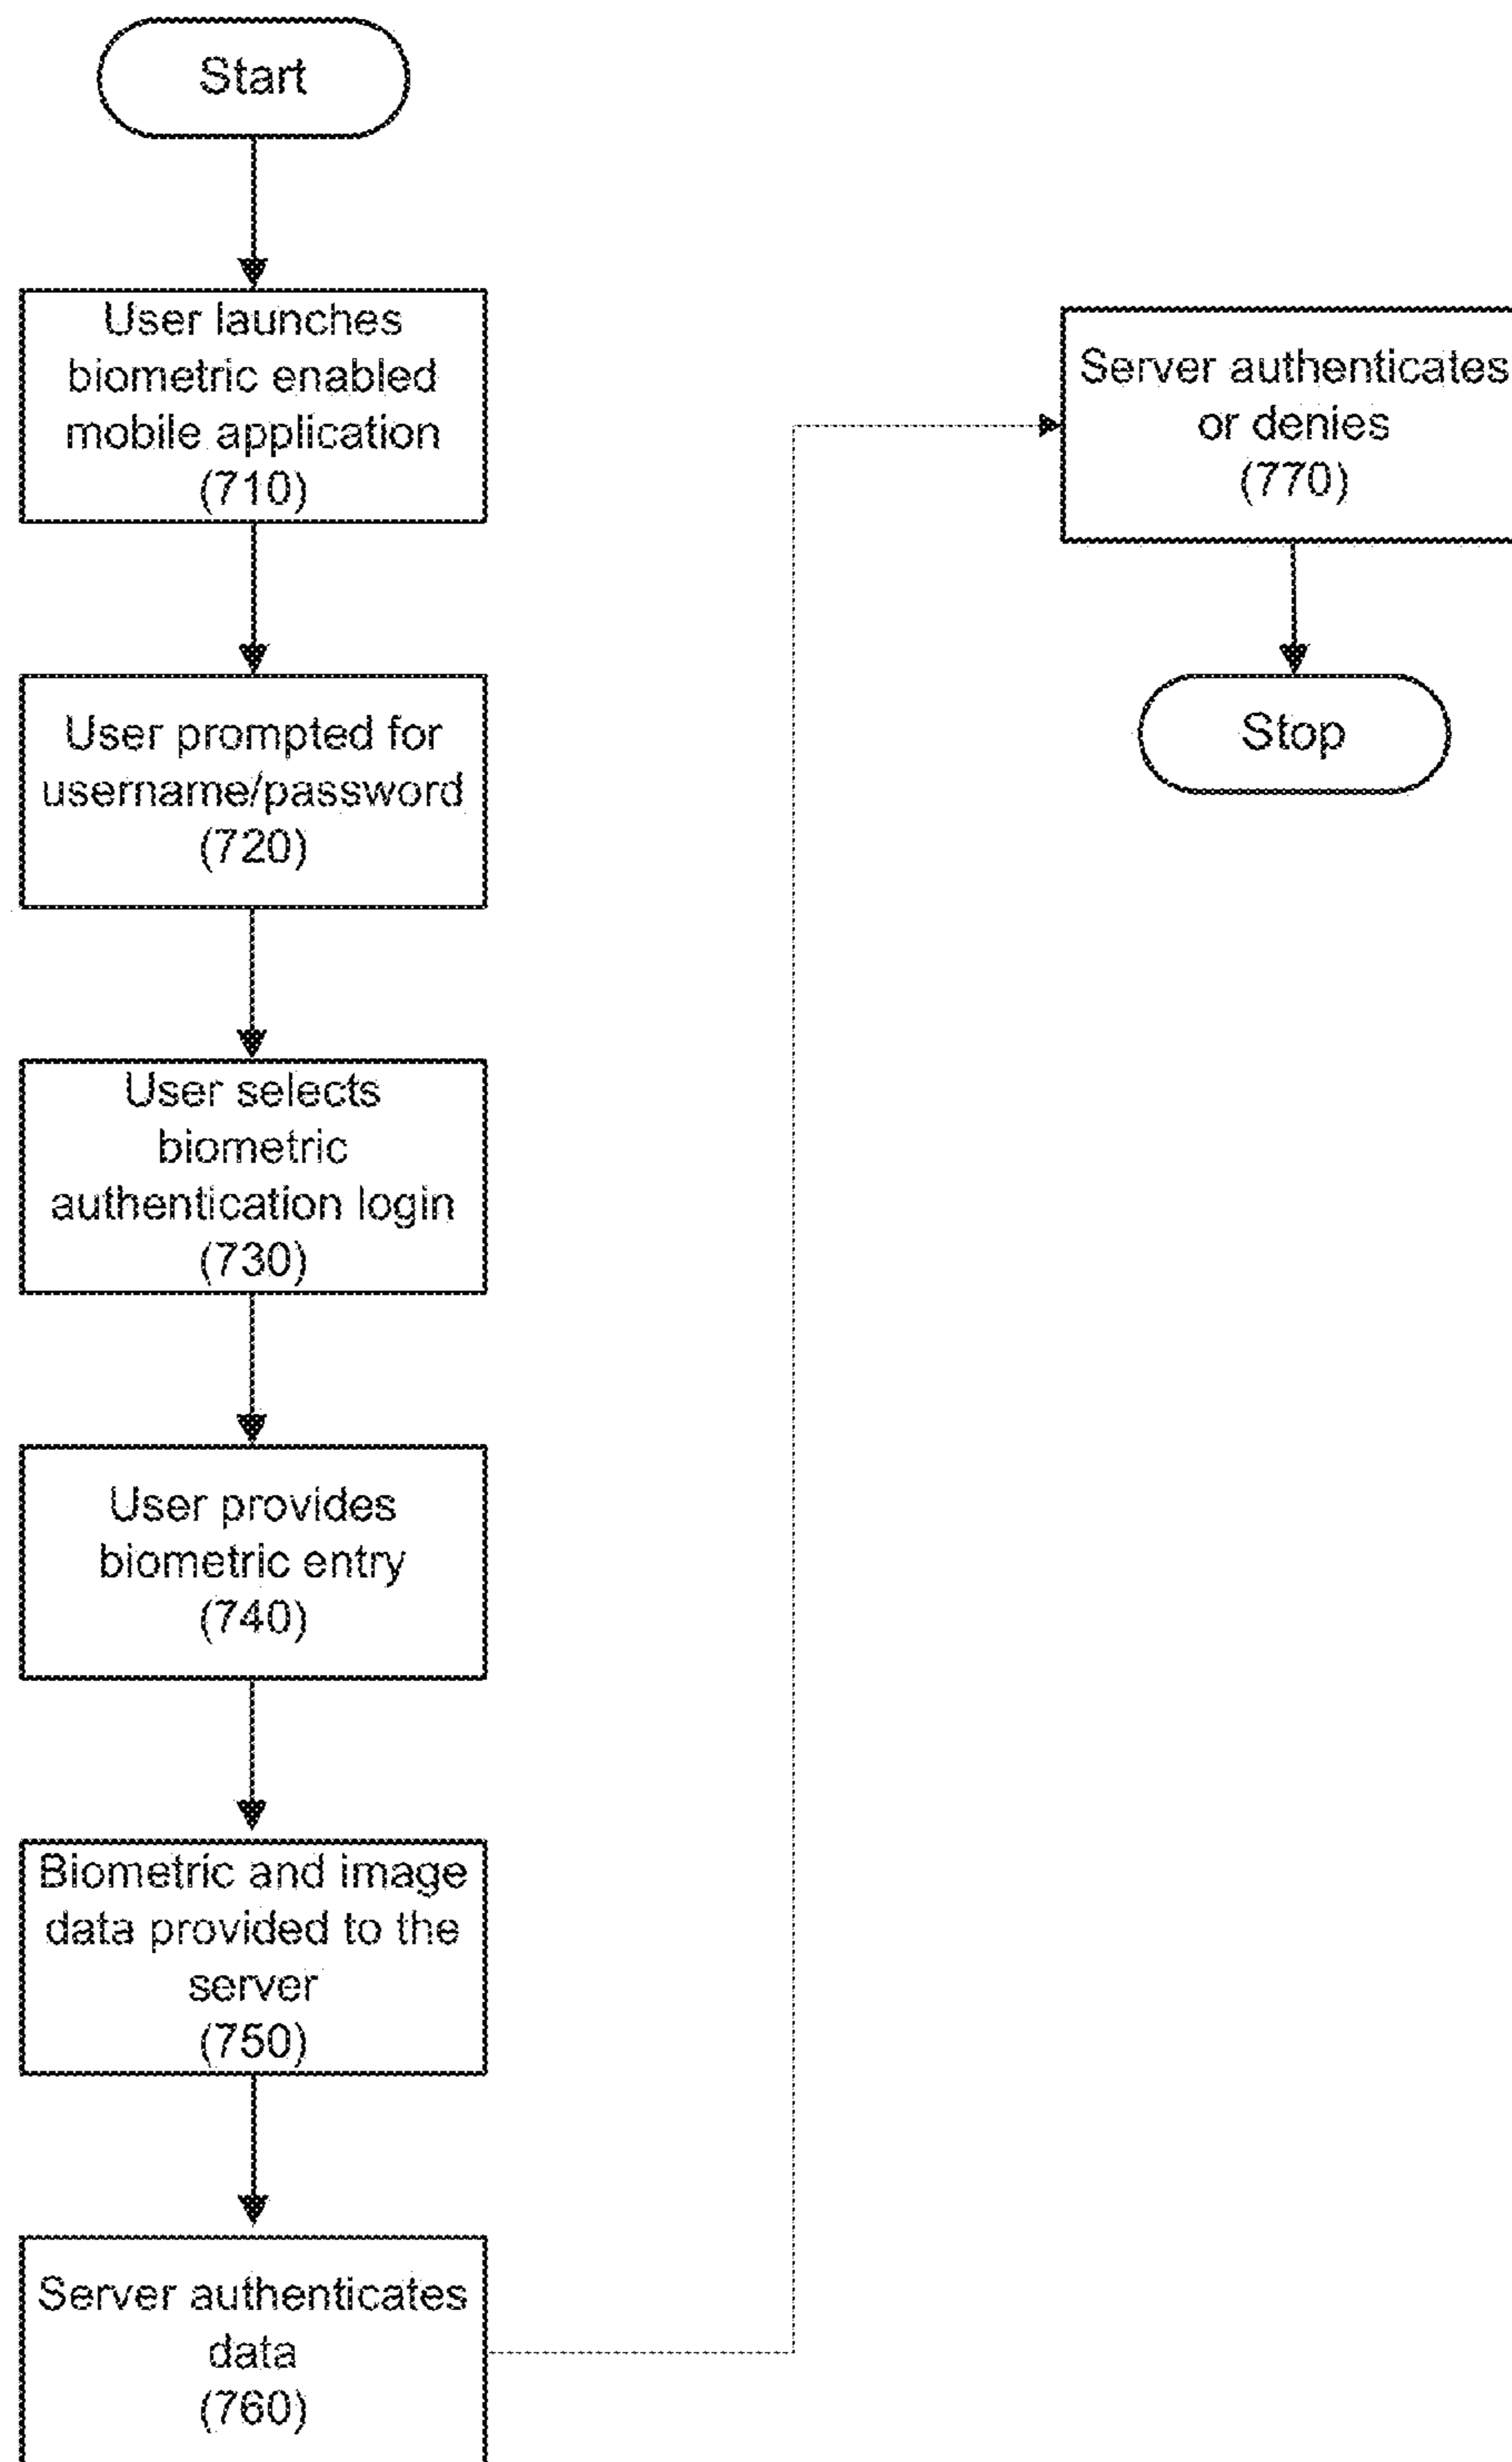 Start
User launches
biometric enabled
mobile application
(710)
User prompted for
username/password
(720)
User selects
biometric
authentication login
(730)
User provides
biometric entry
(740)
Biometric and image
data provided to the
server
(750)
Server authenticates
data
(760)
Server authenticates
or denies
(770)
Stop